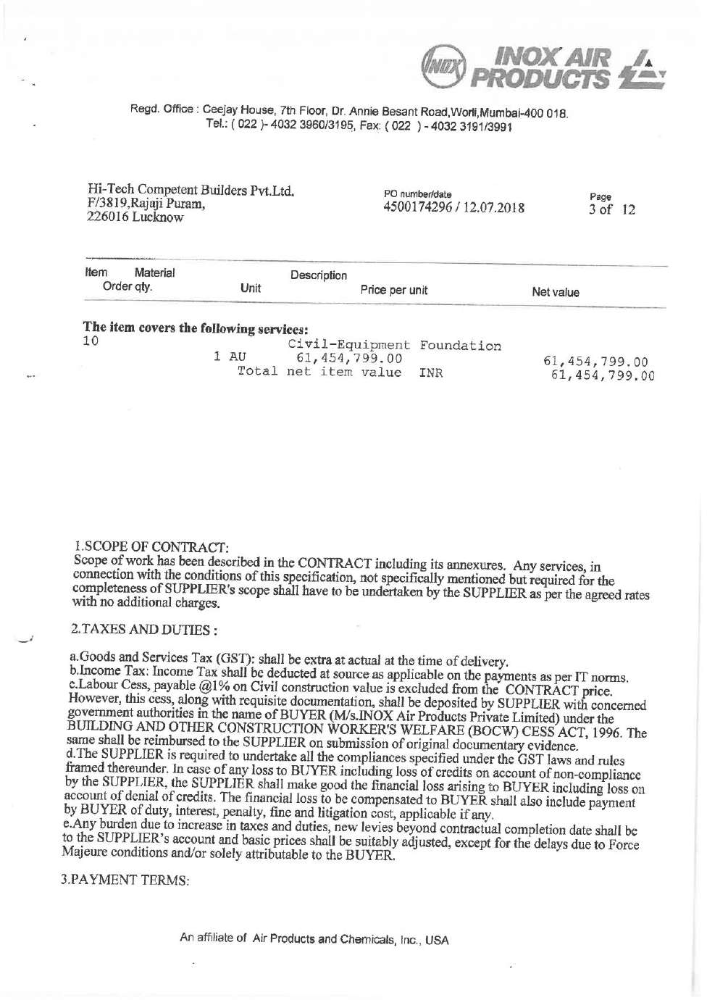 INOX INOX AIR
PRODUCTS
Regd. Office : Ceejay House, 7th Floor, Dr. Annie Besant Road,Worli,Mumbai-400 018.
Tel.: ( 022 )- 4032 3960/3195, Fax: ( 022 ) - 4032 3191/3991
Hi-Tech Competent Builders Pvt.Ltd.
F/3819,Rajaji Puram,
226016 Lucknow
PO number/date
4500174296 / 12.07.2018
Page
3 of 12
Item Material Description
Order qty. Unit Price per unit Net value
The item covers the following services:
10 Civil-Equipment Foundation
1 AU 61,454,799.00 61,454,799.00
Total net item value INR 61,454,799.00
1.SCOPE OF CONTRACT:
Scope of work has been described in the CONTRACT including its annexures. Any services, in
connection with the conditions of this specification, not specifically mentioned but required for the
completeness of SUPPLIER's scope shall have to be undertaken by the SUPPLIER as per the agreed rates
with no additional charges.
2.TAXES AND DUTIES :
a.Goods and Services Tax (GST): shall be extra at actual at the time of delivery.
b.Income Tax: Income Tax shall be deducted at source as applicable on the payments as per IT norms.
c.Labour Cess, payable @1% on Civil construction value is excluded from the CONTRACT price.
However, this cess, along with requisite documentation, shall be deposited by SUPPLIER with concerned
government authorities in the name of BUYER (M/s.INOX Air Products Private Limited) under the
BUILDING AND OTHER CONSTRUCTION WORKER'S WELFARE (BOCW) CESS ACT, 1996. The
same shall be reimbursed to the SUPPLIER on submission of original documentary evidence.
d.The SUPPLIER is required to undertake all the compliances specified under the GST laws and rules
framed thereunder. In case of any loss to BUYER including loss of credits on account of non-compliance
by the SUPPLIER, the SUPPLIER shall make good the financial loss arising to BUYER including loss on
account of denial of credits. The financial loss to be compensated to BUYER shall also include payment
by BUYER of duty, interest, penalty, fine and litigation cost, applicable if any.
e.Any burden due to increase in taxes and duties, new levies beyond contractual completion date shall be
to the SUPPLIER's account and basic prices shall be suitably adjusted, except for the delays due to Force
Majeure conditions and/or solely attributable to the BUYER.
3.PAYMENT TERMS:
An affiliate of Air Products and Chemicals, Inc., USA